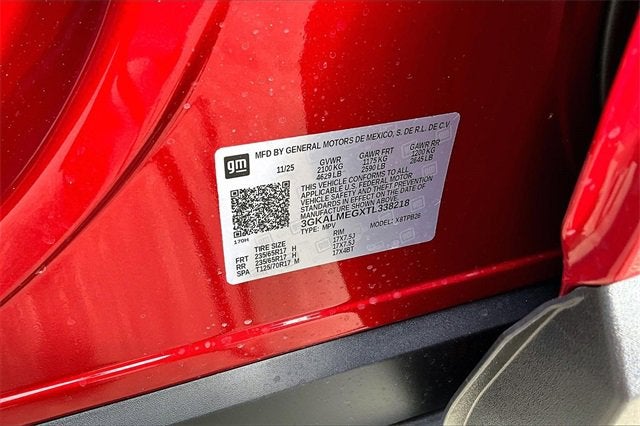 gm
MFD BY GENERAL MOTORS DE MEXICO, S. DE R.L. DE C.V.
11/25 GVWR GAWR FRT GAWR RR
2100 KG 1175 KG 1200 KG
4629 LB 2590 LB 2645 LB
THIS VEHICLE CONFORMS TO ALL
APPLICABLE U.S. FEDERAL MOTOR
VEHICLE SAFETY STANDARDS IN
EFFECT ON THE DATE OF
MANUFACTURE SHOWN ABOVE.
3GKALMEGXTL338218
170H TYPE: MPV MODEL: X8TPB26
TIRE SIZE RIM
FRT 235/65R17 H 17X7.5J
RR 235/65R17 H 17X7.5J
SPA T125/70R17 M 17X4BT